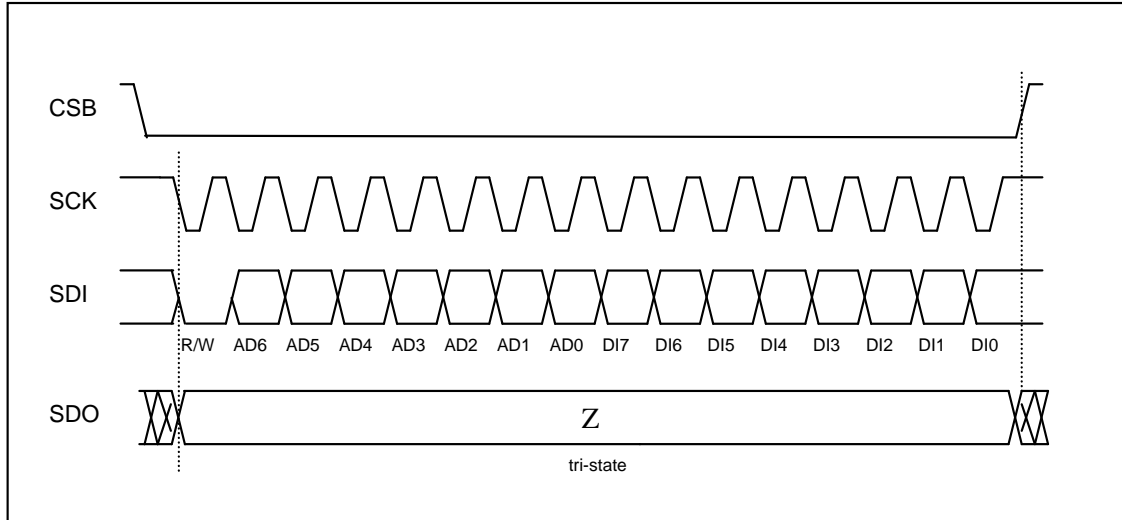 CSB
SCK
SDI
R/W AD6 AD5 AD4 AD3 AD2 AD1 AD0 DI7 DI6 DI5 DI4 DI3 DI2 DI1 DI0
SDO
Z
tri-state